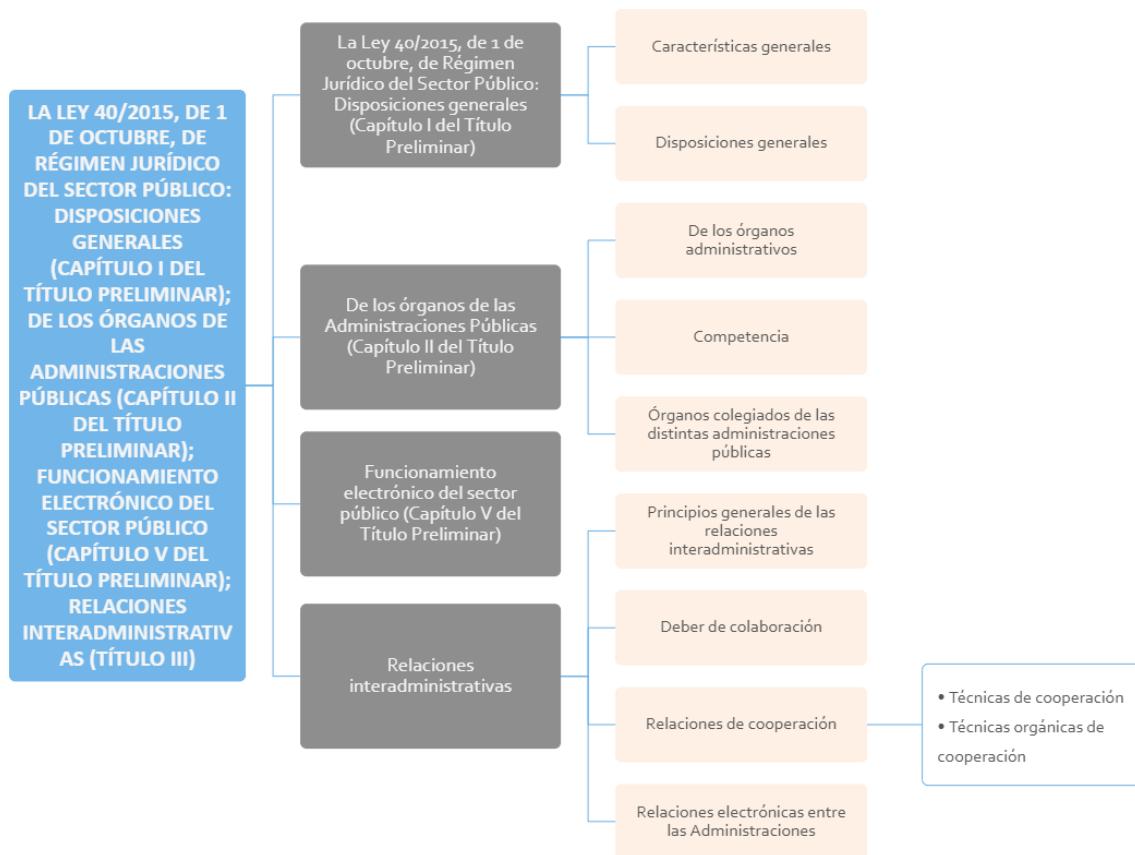 LA LEY 40/2015, DE 1
DE OCTUBRE, DE
RÉGIMEN JURÍDICO
DEL SECTOR PÚBLICO:
DISPOSICIONES
GENERALES
(CAPÍTULO I DEL
TÍTULO PRELIMINAR);
DE LOS ÓRGANOS DE
LAS
ADMINISTRACIONES
PÚBLICAS (CAPÍTULO II
DEL TÍTULO
PRELIMINAR);
FUNCIONAMIENTO
ELECTRÓNICO DEL
SECTOR PÚBLICO
(CAPÍTULO V DEL
TÍTULO PRELIMINAR);
RELACIONES
INTERADMINISTRATIV
AS (TÍTULO III)
La Ley 40/2015, de 1 de
octubre, de Régimen
Jurídico del Sector Público:
Disposiciones generales
(Capítulo I del Título
Preliminar)
Características generales
Disposiciones generales
De los órganos de las
Administraciones Públicas
(Capítulo II del Título
Preliminar)
De los órganos
administrativos
Competencia
Órganos colegiados de las
distintas administraciones
públicas
Funcionamiento
electrónico del sector
público (Capítulo V del
Título Preliminar)
Relaciones
interadministrativas
Principios generales de las
relaciones
interadministrativas
Deber de colaboración
Relaciones de cooperación
• Técnicas de cooperación
• Técnicas orgánicas de
cooperación
Relaciones electrónicas entre
las Administraciones